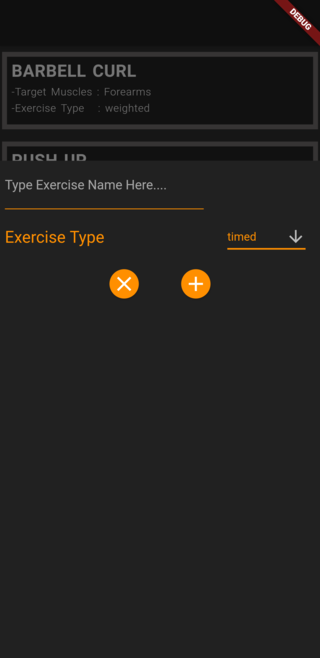 DEBUG
BARBELL CURL
-Target Muscles : Forearms
-Exercise Type : weighted
PUSH UP
Type Exercise Name Here....
Exercise Type
timed